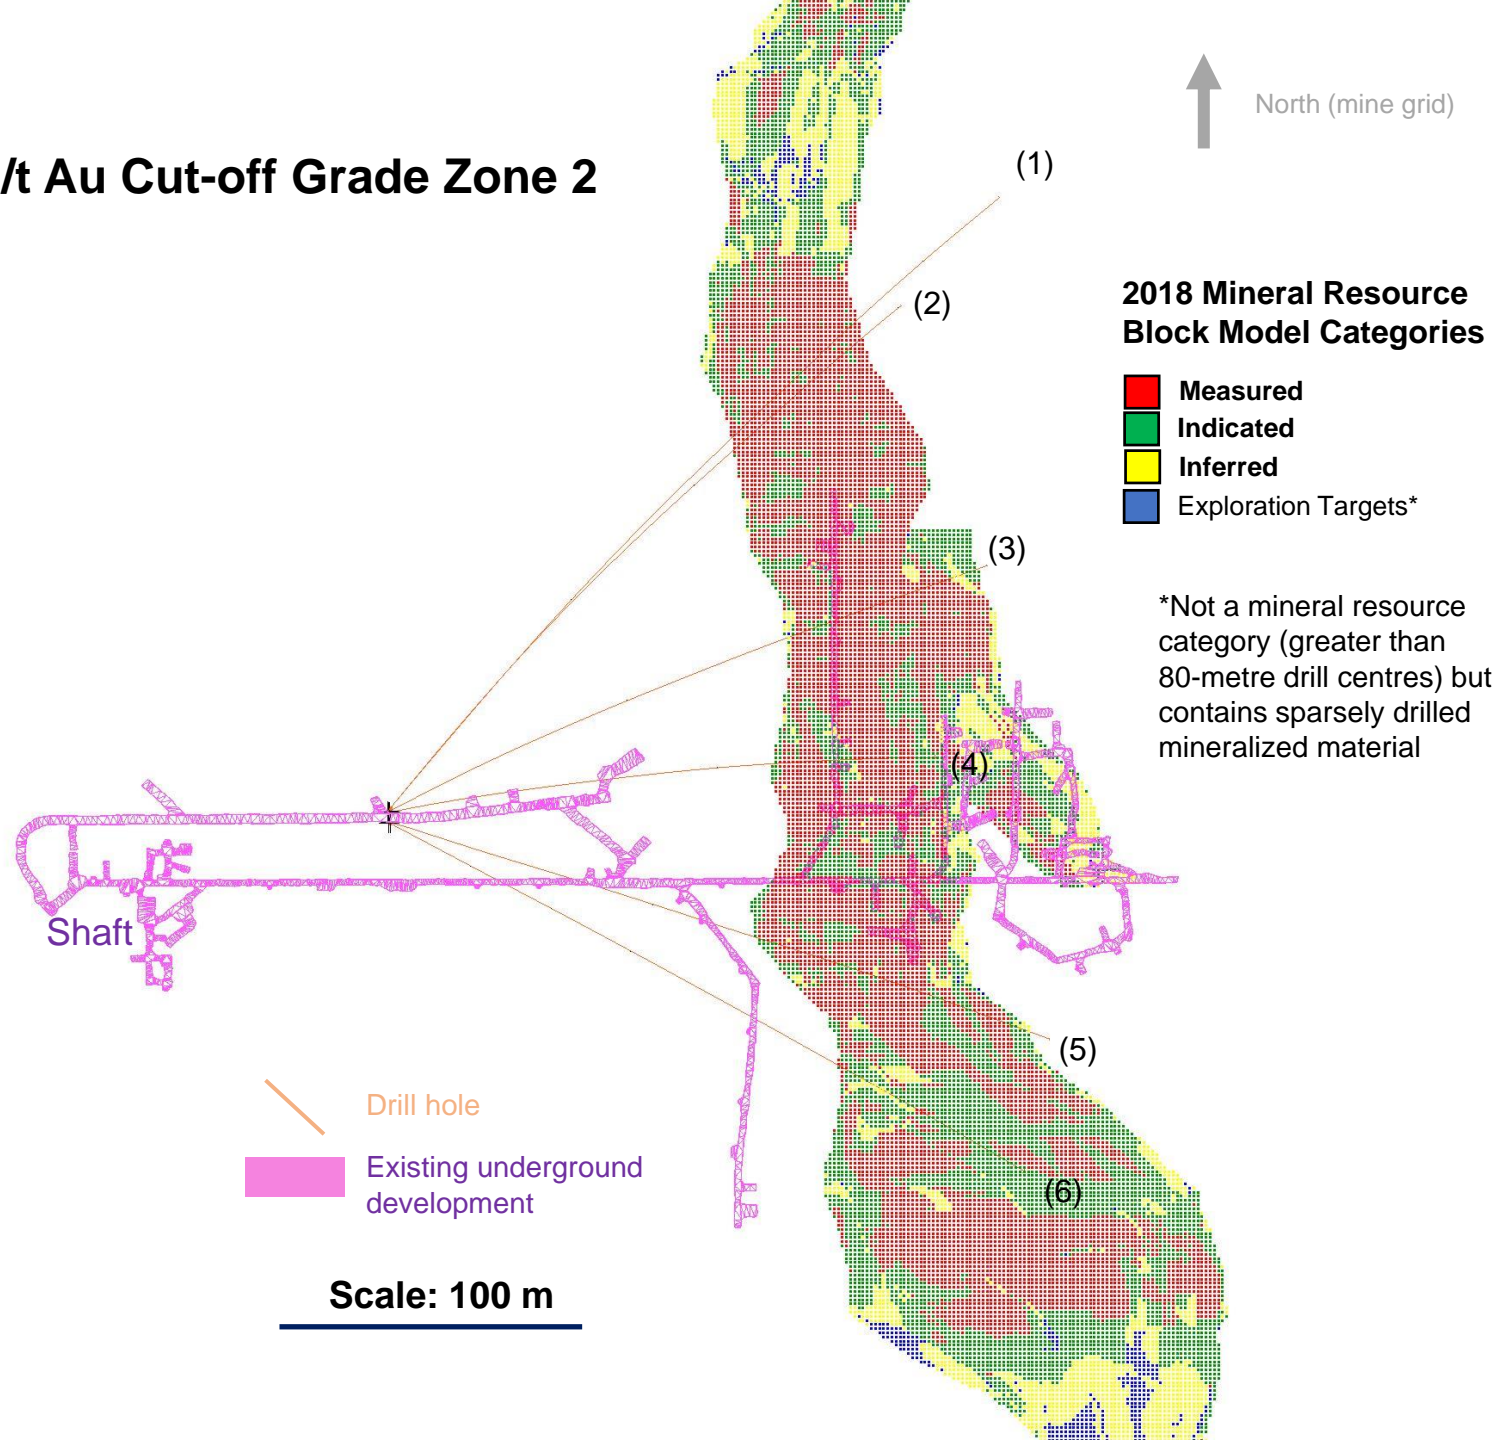 (1)
North (mine grid)
/t Au Cut-off Grade Zone 2
(2)
2018 Mineral Resource
Block Model Categories
Measured
Indicated
Inferred
Exploration Targets*
(3)
*Not a mineral resource
category (greater than
80-metre drill centres) but
contains sparsely drilled
mineralized material
(4)
Shaft
(5)
Drill hole
Existing underground
development
(6)
Scale: 100 m